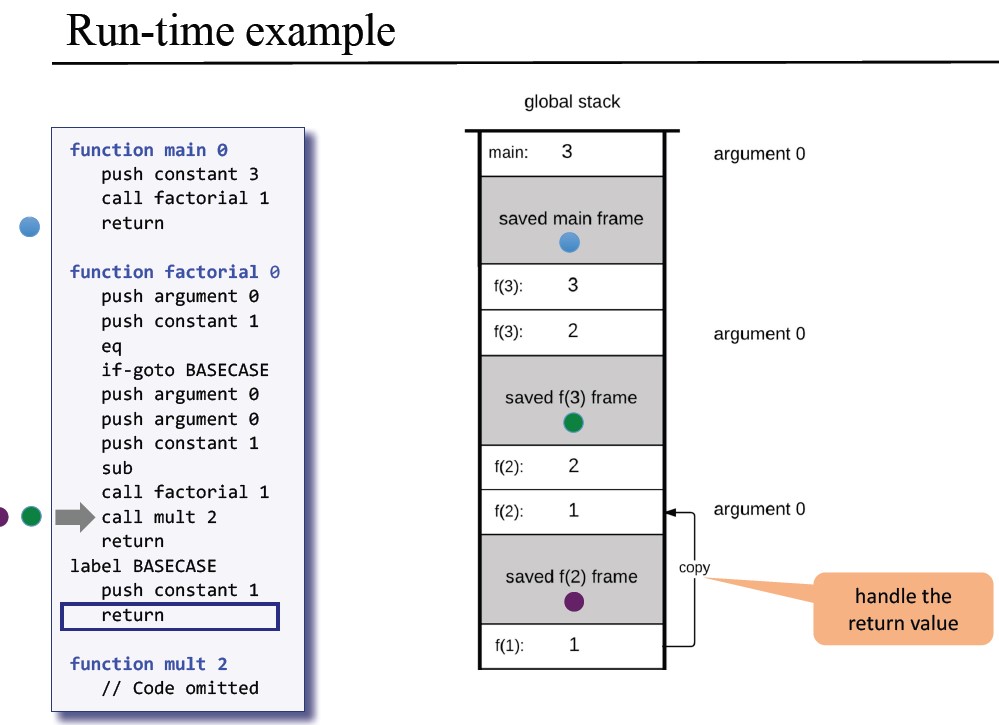 Run-time example
function main 0
push constant 3
call factorial 1
return
function factorial 0
push argument 0
push constant 1
eq
if-goto BASECASE
push argument 0
push argument 0
push constant 1
sub
call factorial 1
call mult 2
return
label BASECASE
push constant 1
return
function mult 2
// Code omitted
global stack
main: 3 argument 0
saved main frame
f(3): 3
f(3): 2 argument 0
saved f(3) frame
f(2): 2
f(2): 1 argument 0
saved f(2) frame
f(1): 1
copy
handle the
return value